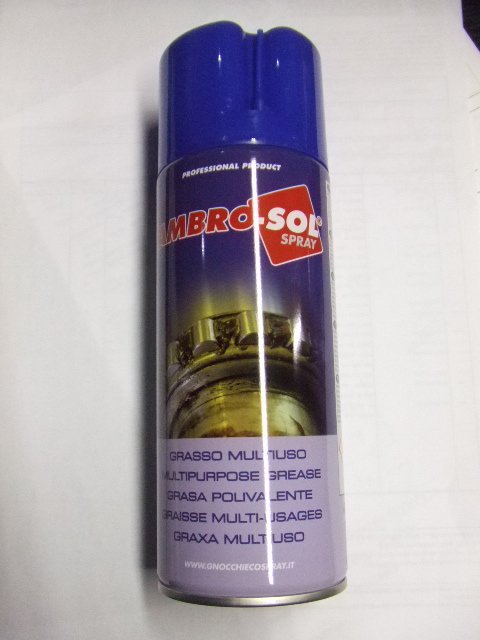 PROFESSIONAL PRODUCT
AMBRO-SOL®
SPRAY
GRASSO MULTIUSO
MULTIPURPOSE GREASE
GRASA POLIVALENTE
GRAISSE MULTI-USAGES
GRAXA MULTIUSO
WWW.GNOCCHIECOSPRAY.IT